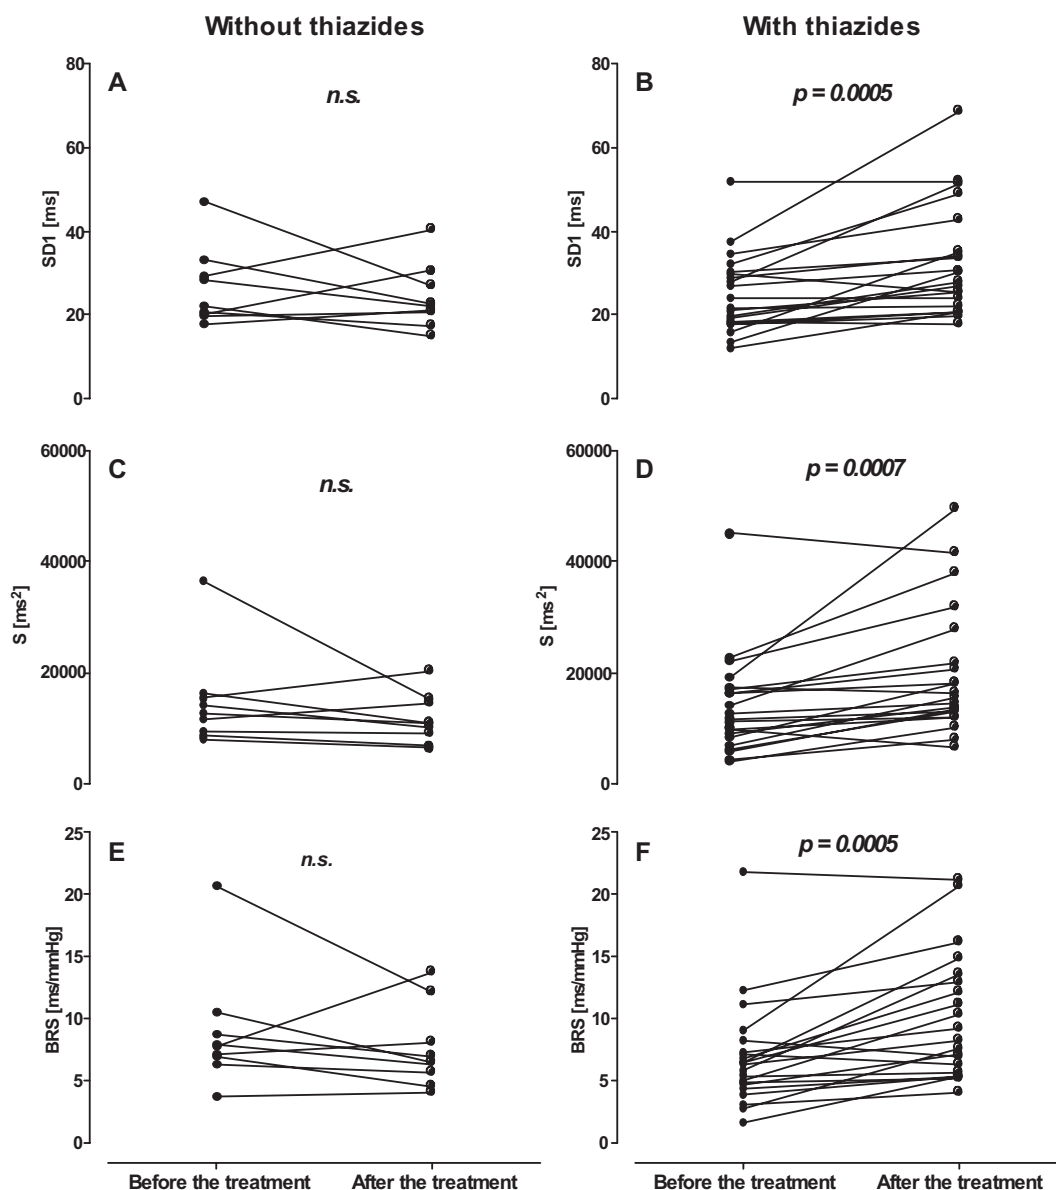 Without thiazides
With thiazides
A
n.s.
SD1 [ms]
80
60
40
20
0
B
p = 0.0005
SD1 [ms]
80
60
40
20
0
C
n.s.
S [ms²]
60000
40000
20000
0
D
p = 0.0007
S [ms²]
60000
40000
20000
0
E
n.s.
BRS [ms/mmHg]
25
20
15
10
5
0
F
p = 0.0005
BRS [ms/mmHg]
25
20
15
10
5
0
Before the treatment
After the treatment
Before the treatment
After the treatment